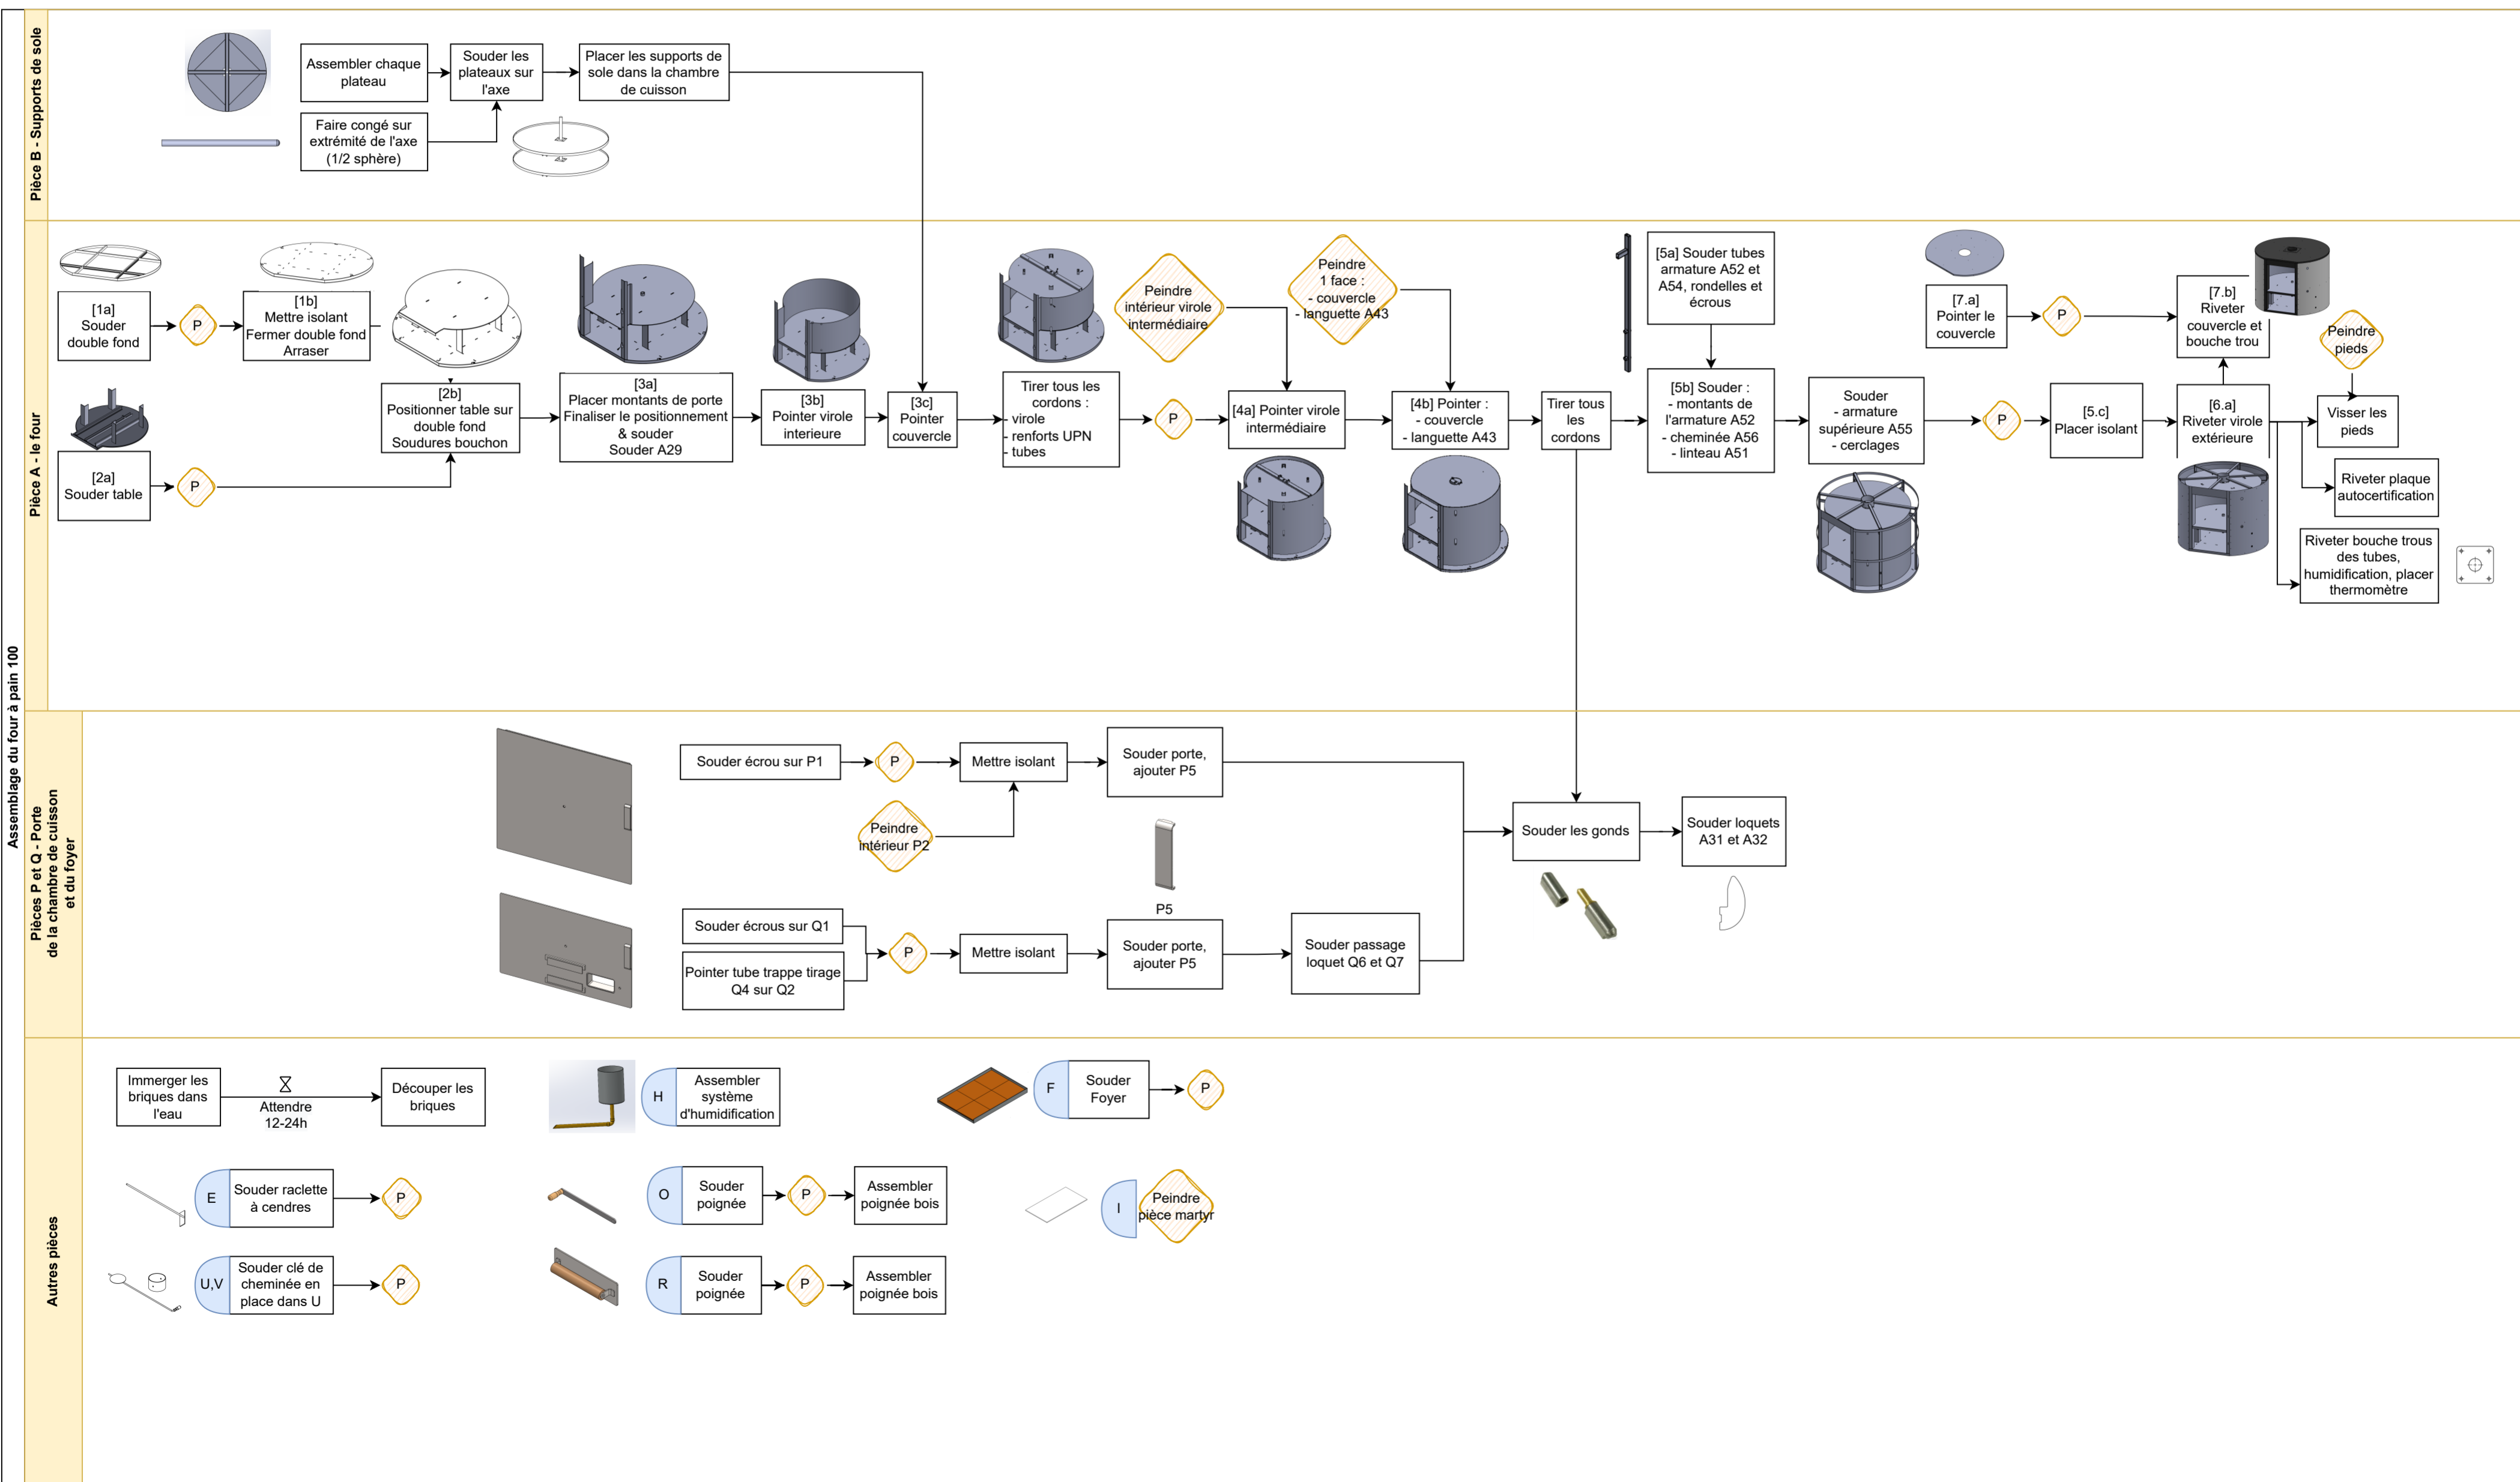 Assemblage du four à pain 100
Pièce B - Supports de sole
Assembler chaque
plateau
Souder les
plateaux sur
l'axe
Placer les supports de
sole dans la chambre
de cuisson
Faire congé sur
extrémité de l'axe
(1/2 sphère)
Pièce A - le four
[1a]
Souder
double fond
P
[1b]
Mettre isolant
Fermer double fond
Arraser
[2a]
Souder table
P
[2b]
Positionner table sur
double fond
Soudures bouchon
[3a]
Placer montants de porte
Finaliser le positionnement
& souder
Souder A29
[3b]
Pointer virole
interieure
[3c]
Pointer
couvercle
Tirer tous les
cordons :
- virole
- renforts UPN
- tubes
P
Peindre
intérieur virole
intermédiaire
[4a] Pointer virole
intermédiaire
Peindre
1 face :
- couvercle
- languette A43
[4b] Pointer :
- couvercle
- languette A43
Tirer tous
les
cordons
[5a] Souder tubes
armature A52 et
A54, rondelles et
écrous
[5b] Souder :
- montants de
l'armature A52
- cheminée A56
- linteau A51
Souder
- armature
supérieure A55
- cerclages
P
[5.c]
Placer isolant
[7.a]
Pointer le
couvercle
P
[7.b]
Riveter
couvercle et
bouche trou
[6.a]
Riveter virole
extérieure
Peindre
pieds
Visser les
pieds
Riveter plaque
autocertification
Riveter bouche trous
des tubes,
humidification, placer
thermomètre
Pièces P et Q - Porte
de la chambre de cuisson
et du foyer
Souder écrou sur P1
P
Mettre isolant
Souder porte,
ajouter P5
Peindre
intérieur P2
P5
Souder écrous sur Q1
Pointer tube trappe tirage
Q4 sur Q2
P
Mettre isolant
Souder porte,
ajouter P5
Souder passage
loquet Q6 et Q7
Souder les gonds
Souder loquets
A31 et A32
Autres pièces
Immerger les
briques dans
l'eau
Attendre
12-24h
Découper les
briques
H
Assembler
système
d'humidification
F
Souder
Foyer
P
E
Souder raclette
à cendres
P
O
Souder
poignée
P
Assembler
poignée bois
I
Peindre
pièce martyr
U,V
Souder clé de
cheminée en
place dans U
P
R
Souder
poignée
P
Assembler
poignée bois